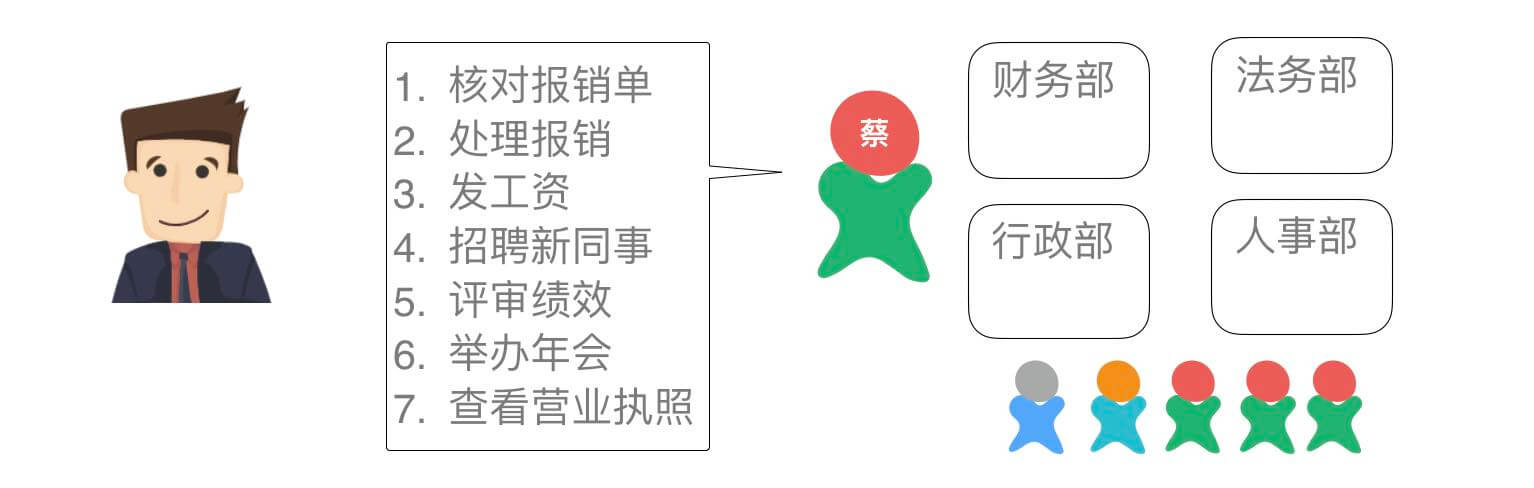 1. 核对报销单
2. 处理报销
3. 发工资
4. 招聘新同事
5. 评审绩效
6. 举办年会
7. 查看营业执照
蔡
财务部
法务部
行政部
人事部